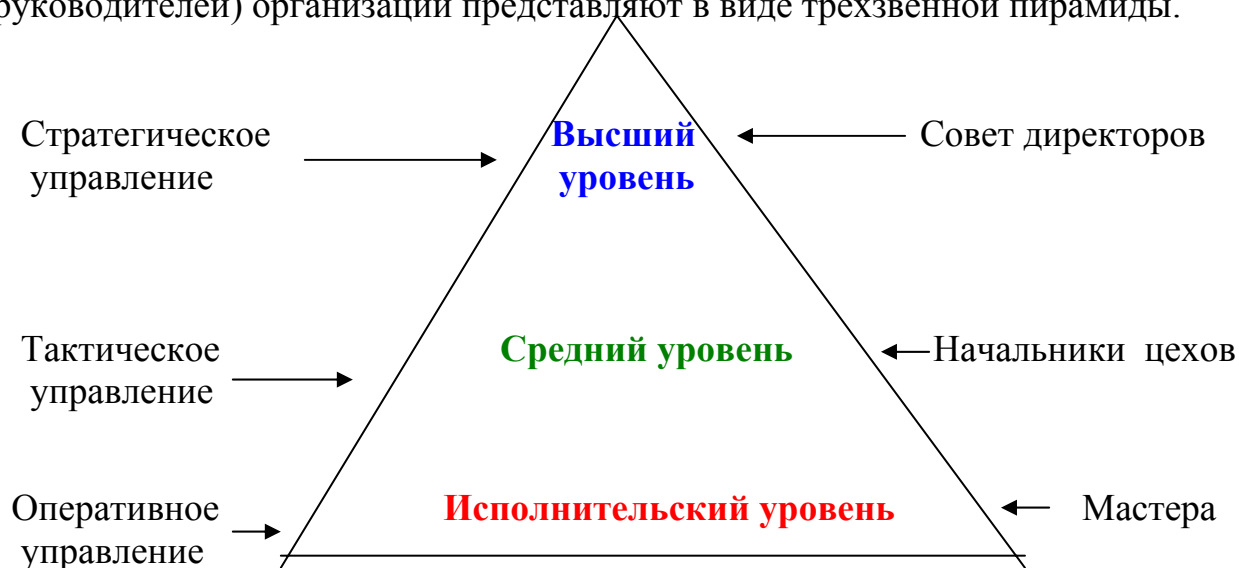 руководителей) организации представляют в виде трехзвенной пирамиды.
Стратегическое
управление
Высший
уровень
Совет директоров
Тактическое
управление
Средний уровень
Начальники цехов
Оперативное
управление
Исполнительский уровень
Мастера